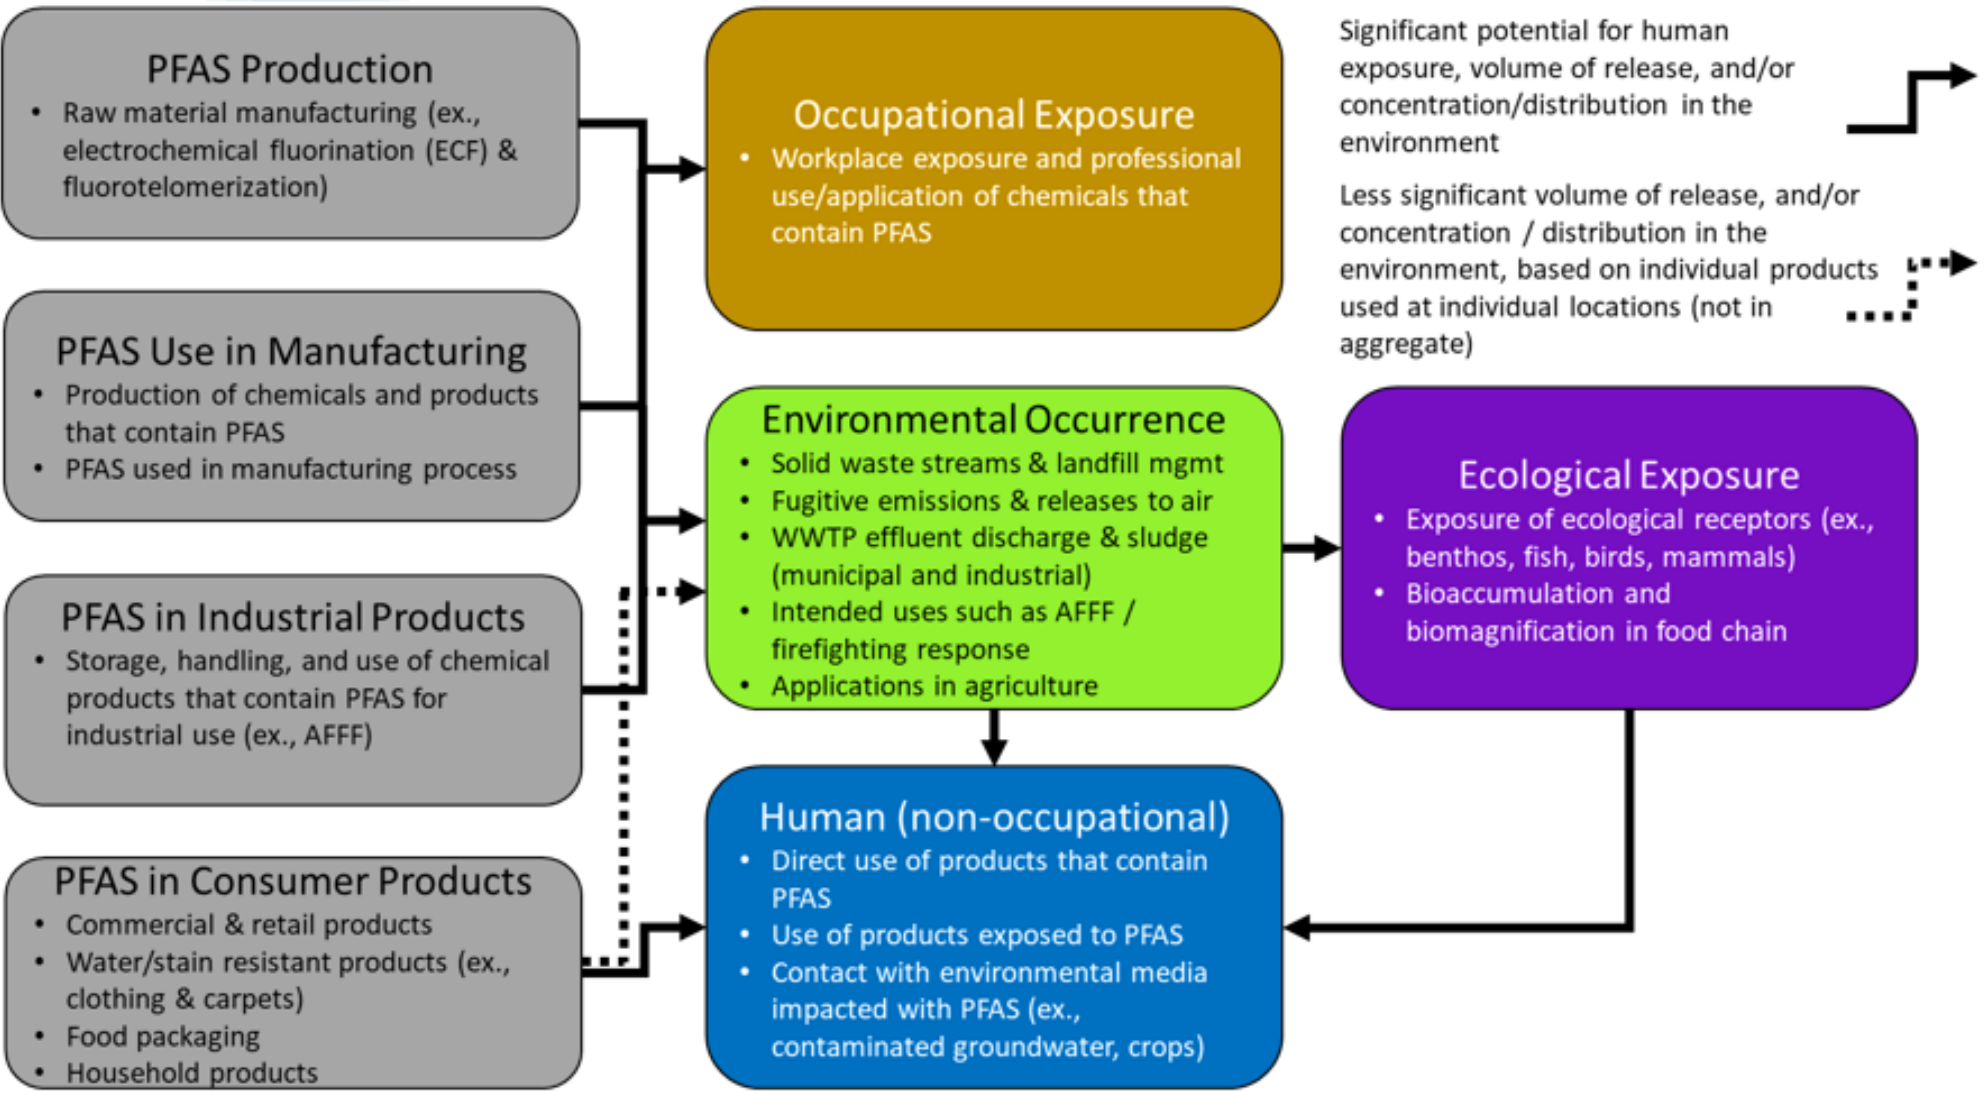 PFAS Production
• Raw material manufacturing (ex.,
electrochemical fluorination (ECF) &
fluorotelomerization)
PFAS Use in Manufacturing
• Production of chemicals and products
that contain PFAS
• PFAS used in manufacturing process
PFAS in Industrial Products
• Storage, handling, and use of chemical
products that contain PFAS for
industrial use (ex., AFFF)
PFAS in Consumer Products
• Commercial & retail products
• Water/stain resistant products (ex.,
clothing & carpets)
• Food packaging
• Household products
Occupational Exposure
• Workplace exposure and professional
use/application of chemicals that
contain PFAS
Environmental Occurrence
• Solid waste streams & landfill mgmt
• Fugitive emissions & releases to air
• WWTP effluent discharge & sludge
(municipal and industrial)
• Intended uses such as AFFF /
firefighting response
• Applications in agriculture
Human (non-occupational)
• Direct use of products that contain
PFAS
• Use of products exposed to PFAS
• Contact with environmental media
impacted with PFAS (ex.,
contaminated groundwater, crops)
Significant potential for human
exposure, volume of release, and/or
concentration/distribution in the
environment
Less significant volume of release, and/or
concentration / distribution in the
environment, based on individual products
used at individual locations (not in
aggregate)
Ecological Exposure
• Exposure of ecological receptors (ex.,
benthos, fish, birds, mammals)
• Bioaccumulation and
biomagnification in food chain